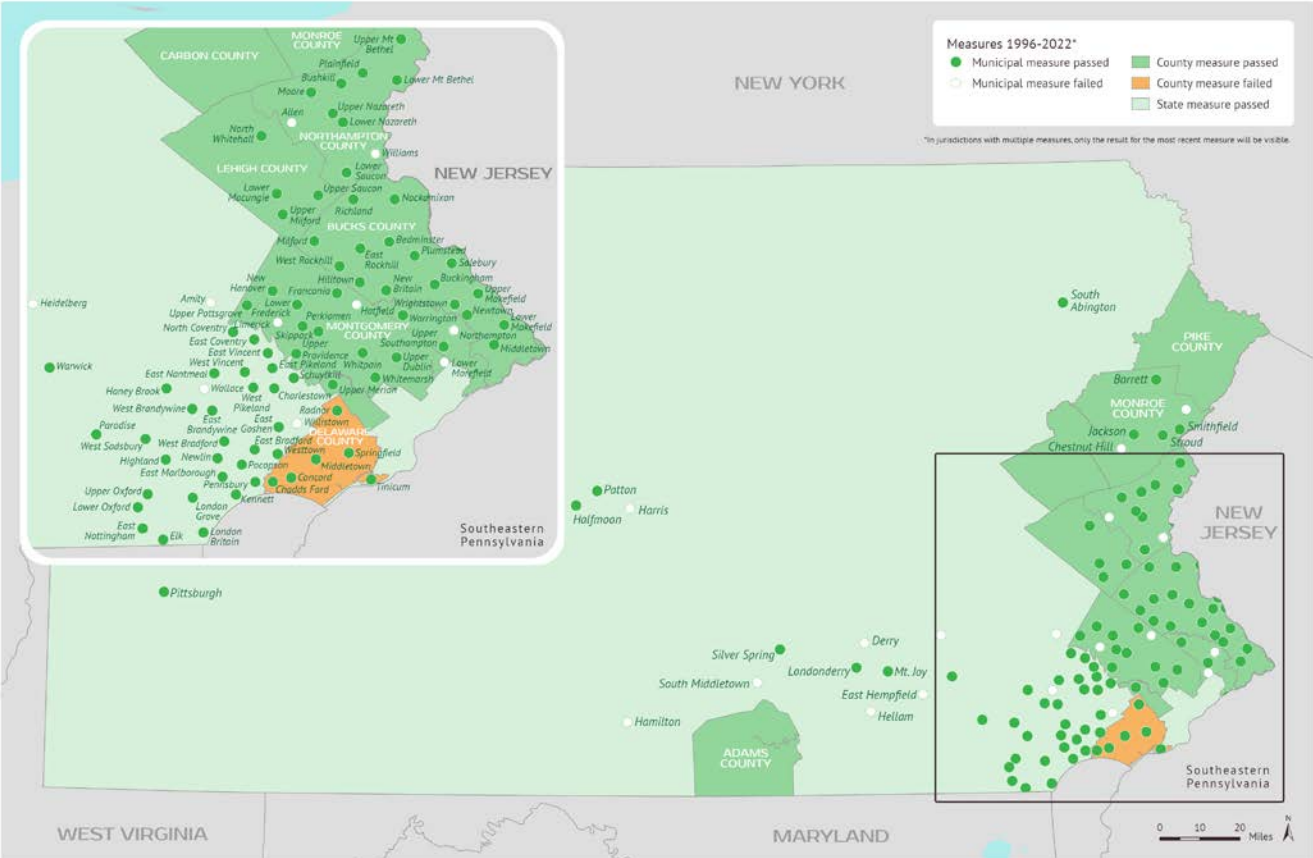 Measures 1996-2022*
Municipal measure passed
Municipal measure failed
County measure passed
County measure failed
State measure passed
*In jurisdictions with multiple measures, only the result for the most recent measure will be visible.
NEW YORK
NEW JERSEY
CARBON COUNTY
MONROE
COUNTY
Upper Mt
Bethel
Plainfield
Bushkill
Lower Mt Bethel
Moore
Allen
Upper Nazareth
Lower Nazareth
North
Whitehall
NORTHAMPTON
COUNTY
Williams
LEHIGH COUNTY
Lower
Saucon
Lower
Macungie
Upper Saucon
Nockamixon
Upper
Milford
Richland
BUCKS COUNTY
Milford
Bedminster
East
Rockhill
Plumstead
West Rockhill
Solebury
Hilltown
Buckingham
New
Hanover
Franconia
New
Britain
Upper
Makefield
Heidelberg
Amity
Upper Pottsgrove
Lower
Frederick
Wrightstown
Newtown
Hatfield
Warrington
North Coventry
Limerick
Perkiomen
Lower
Makefield
Skippack
MONTGOMERY
COUNTY
Upper
Southampton
Northampton
East Coventry
Middletown
East Vincent
Upper
Providence
Whitpain
Upper
Dublin
Lower
Moreland
West Vincent
East Pikeland
Warwick
East Nantmeal
Schuylkill
Whitemarsh
Honey Brook
Wallace
West
Pikeland
Charlestown
Upper Merion
West Brandywine
East
Brandywine
East
Goshen
Radnor
Willistown
DELAWARE
COUNTY
Paradise
West Sadsbury
West Bradford
East Bradford
Westtown
Springfield
Highland
Newlin
Middletown
East Marlborough
Pocopson
Concord
Pennsbury
Chadds Ford
Tinicum
Upper Oxford
Kennett
Lower Oxford
London
Grove
East
Nottingham
Elk
London
Britain
Southeastern
Pennsylvania
South
Abington
PIKE
COUNTY
Barrett
MONROE
COUNTY
Smithfield
Jackson
Stroud
Chestnut Hill
NEW
JERSEY
Patton
Halfmoon
Harris
Pittsburgh
Derry
Silver Spring
Londonderry
Mt. Joy
South Middletown
East Hempfield
Hellam
Hamilton
ADAMS
COUNTY
Southeastern
Pennsylvania
WEST VIRGINIA
MARYLAND
0 10 20 Miles
N